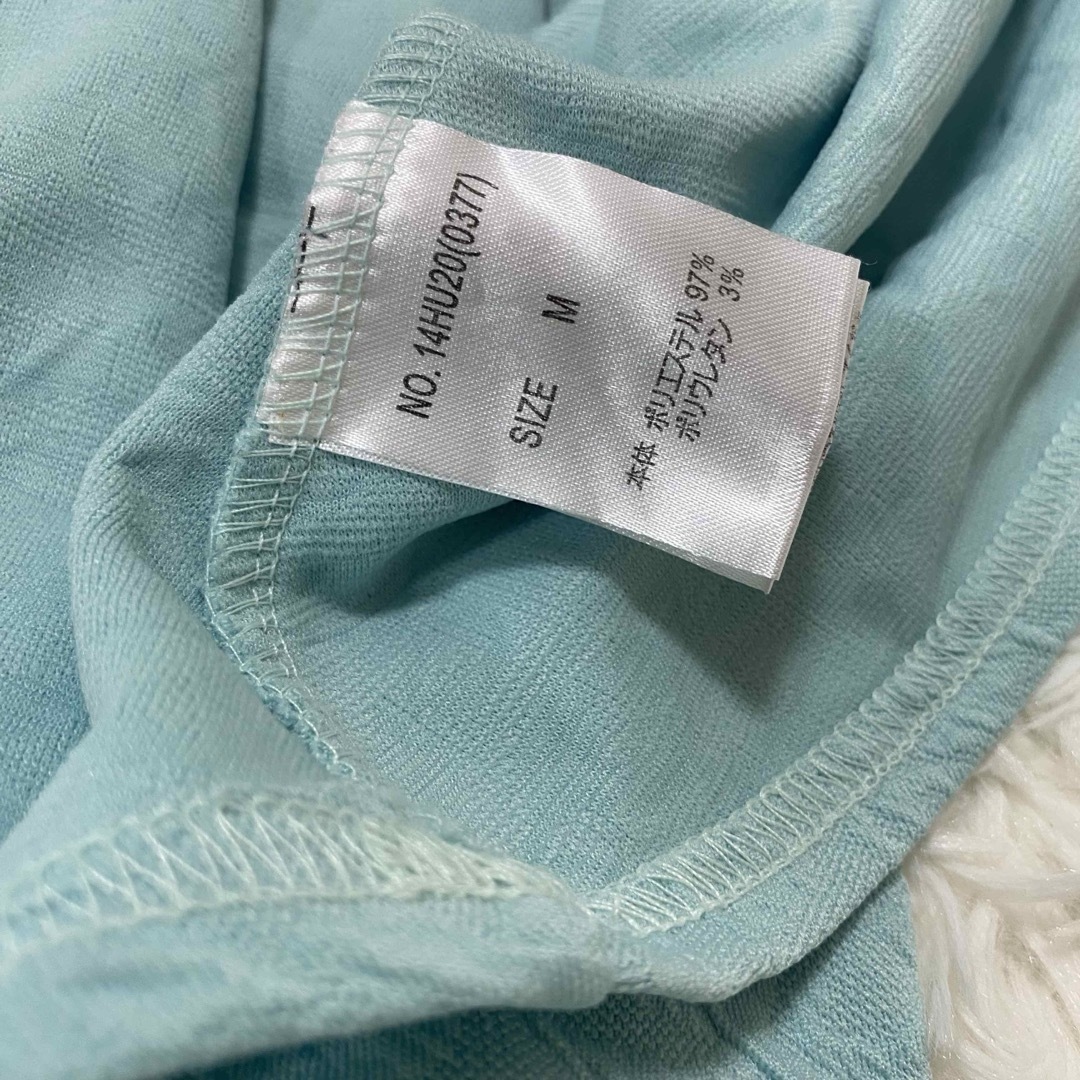 NO. 14HU20(0377)
SIZE M
本体 ポリエステル 97%
ポリウレタン 3%